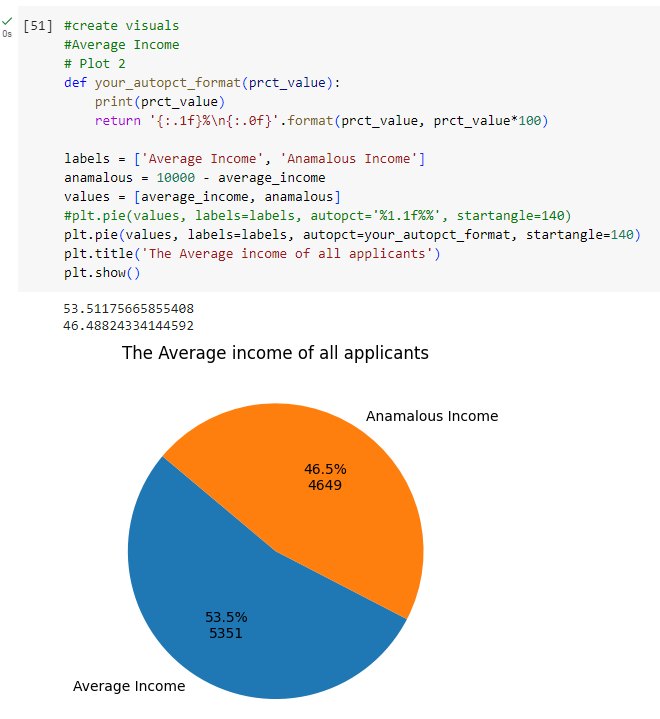 [51] #create visuals
#Average Income
# Plot 2
def your_autopct_format(prct_value):
    print(prct_value)
    return '{:.1f}%\n{:.0f}'.format(prct_value, prct_value*100)
labels = ['Average Income', 'Anamalous Income']
anamalous = 10000 - average_income
values = [average_income, anamalous]
#plt.pie(values, labels=labels, autopct='%1.1f%%', startangle=140)
plt.pie(values, labels=labels, autopct=your_autopct_format, startangle=140)
plt.title('The Average income of all applicants')
plt.show()
0s
53.51175665855408
46.48824334144592
The Average income of all applicants
Anamalous Income
46.5%
4649
53.5%
5351
Average Income